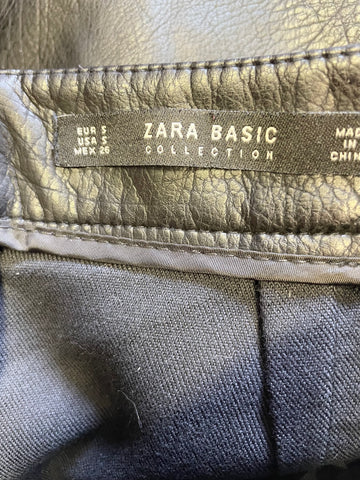 EUR S
USA S
MEX 26
ZARA BASIC
COLLECTION
MADE
IN
CHINA